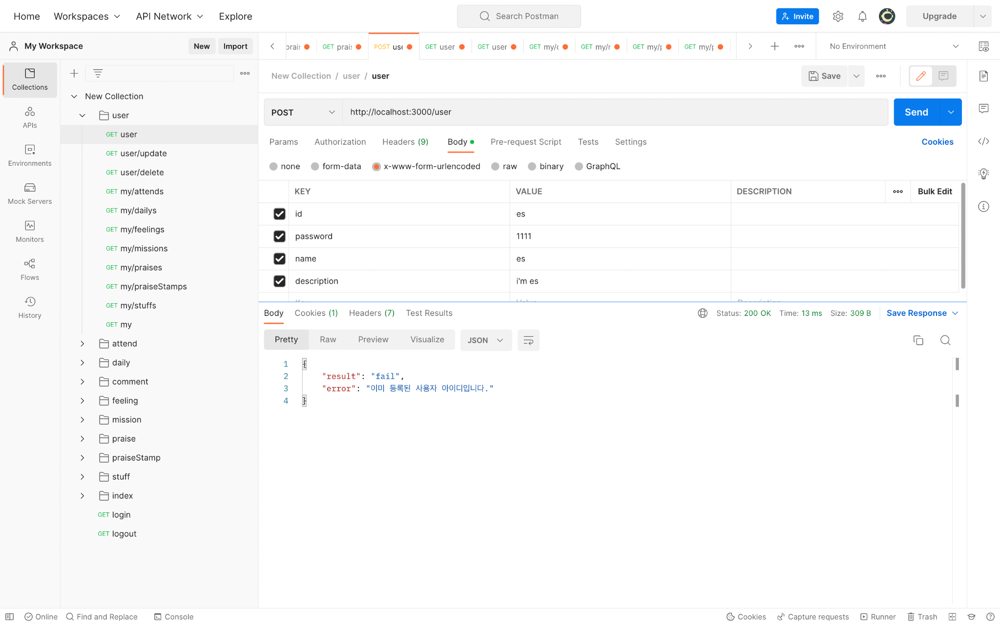 Home Workspaces API Network Explore Search Postman Invite Upgrade
My Workspace New Import
GET POST GET user GET user GET GET GET GET No Environment
Collections
APIs
Environments
Mock Servers
Monitors
Flows
History
New Collection
user
GET user
GET user/update
GET user/delete
GET my/attends
GET my/dailys
GET my/feelings
GET my/missions
GET my/praises
GET my/praiseStamps
GET my/stuffs
GET my
attend
daily
comment
feeling
mission
praise
praiseStamp
stuff
index
GET login
GET logout
New Collection / user / user Save
POST http://localhost:3000/user Send
Params Authorization Headers (9) Body Pre-request Script Tests Settings Cookies
none form-data x-www-form-urlencoded raw binary GraphQL
KEY VALUE DESCRIPTION Bulk Edit
id es
password 1111
name es
description i'm es
Key Value Description
Body Cookies (1) Headers (7) Test Results Status: 200 OK Time: 13 ms Size: 309 B Save Response
Pretty Raw Preview Visualize JSON
1 {
2 "result": "fail",
3 "error": "이미 등록된 사용자 아이디입니다."
4 }
Online Find and Replace Console Cookies Capture requests Runner Trash